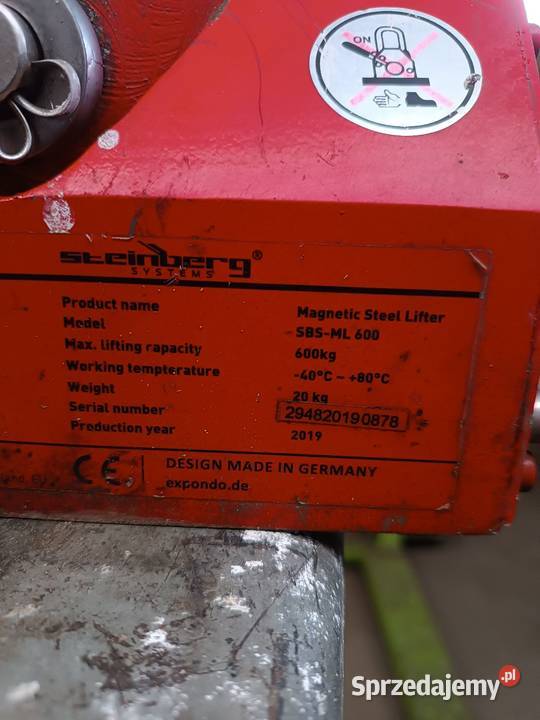 ON
steinberg®
SYSTEMS
Product name Magnetic Steel Lifter
Model SBS-ML 600
Max. lifting capacity 600kg
Working tempterature -40°C ~ +80°C
Weight 20 kg
Serial number 294820190878
Production year 2019
CE DESIGN MADE IN GERMANY
expondo.de
Sprzedajemy.pl